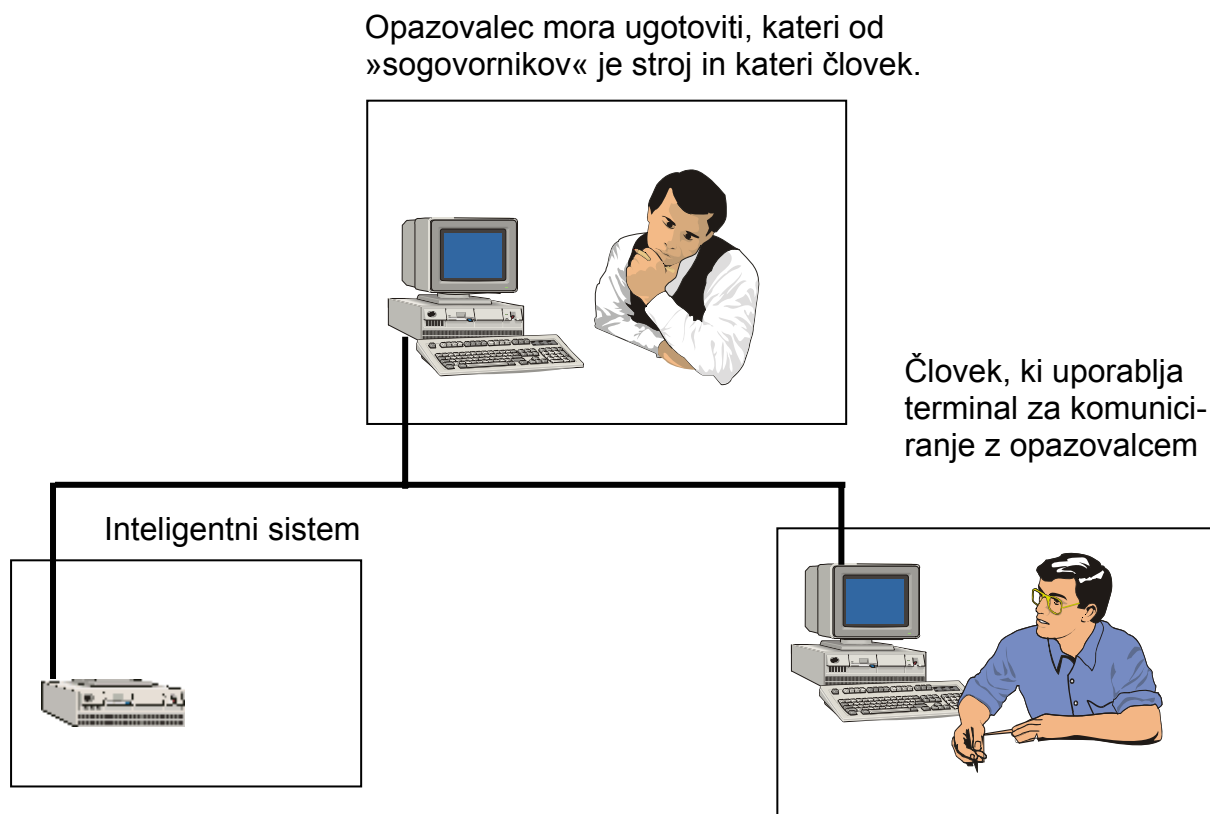 Opazovalec mora ugotoviti, kateri od
»sogovornikov« je stroj in kateri človek.
Človek, ki uporablja
terminal za komunici-
ranje z opazovalcem
Inteligentni sistem